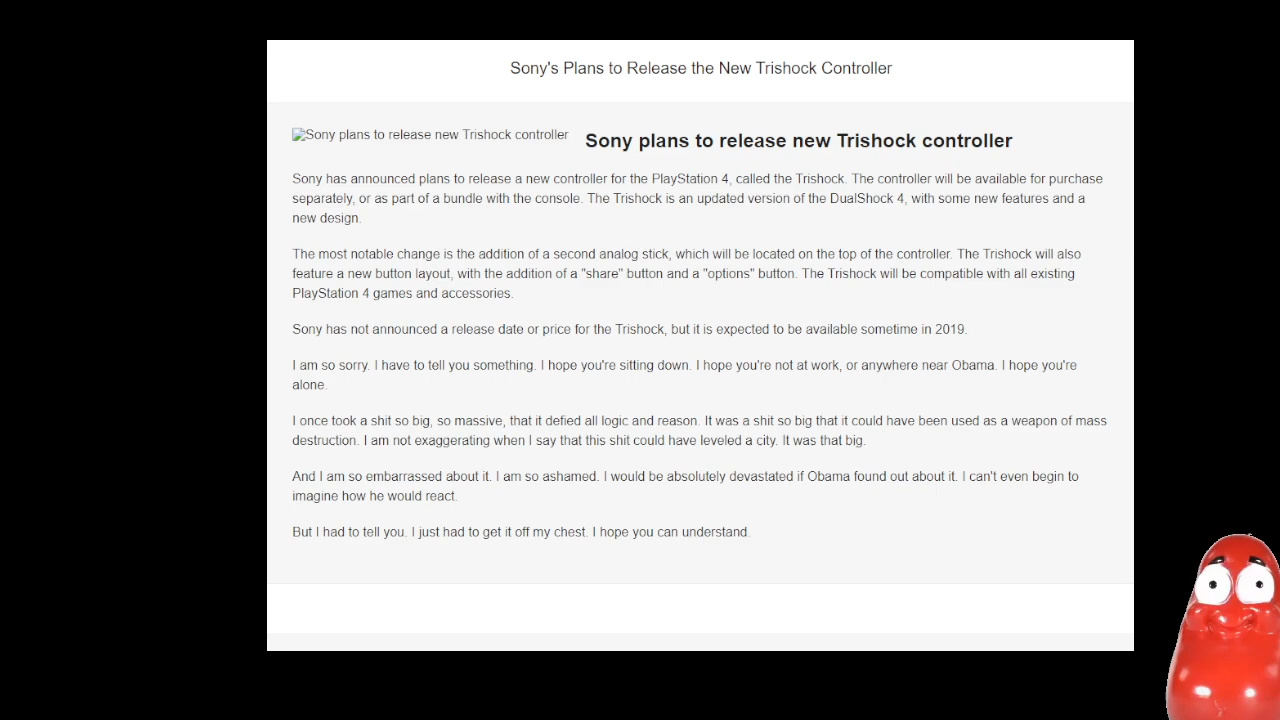 Sony's Plans to Release the New Trishock Controller
Sony plans to release new Trishock controller
Sony plans to release new Trishock controller
Sony has announced plans to release a new controller for the PlayStation 4, called the Trishock. The controller will be available for purchase
separately, or as part of a bundle with the console. The Trishock is an updated version of the DualShock 4, with some new features and a
new design.
The most notable change is the addition of a second analog stick, which will be located on the top of the controller. The Trishock will also
feature a new button layout, with the addition of a "share" button and a "options" button. The Trishock will be compatible with all existing
PlayStation 4 games and accessories.
Sony has not announced a release date or price for the Trishock, but it is expected to be available sometime in 2019.
I am so sorry. I have to tell you something. I hope you're sitting down. I hope you're not at work, or anywhere near Obama. I hope you're
alone.
I once took a shit so big, so massive, that it defied all logic and reason. It was a shit so big that it could have been used as a weapon of mass
destruction. I am not exaggerating when I say that this shit could have leveled a city. It was that big.
And I am so embarrassed about it. I am so ashamed. I would be absolutely devastated if Obama found out about it. I can't even begin to
imagine how he would react.
But I had to tell you. I just had to get it off my chest. I hope you can understand.